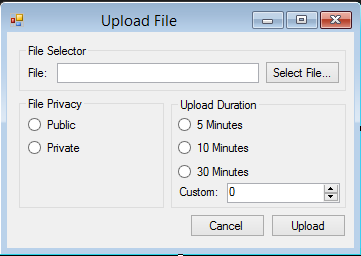 Upload File
File Selector
File:
Select File...
File Privacy
Public
Private
Upload Duration
5 Minutes
10 Minutes
30 Minutes
Custom: 0
Cancel
Upload